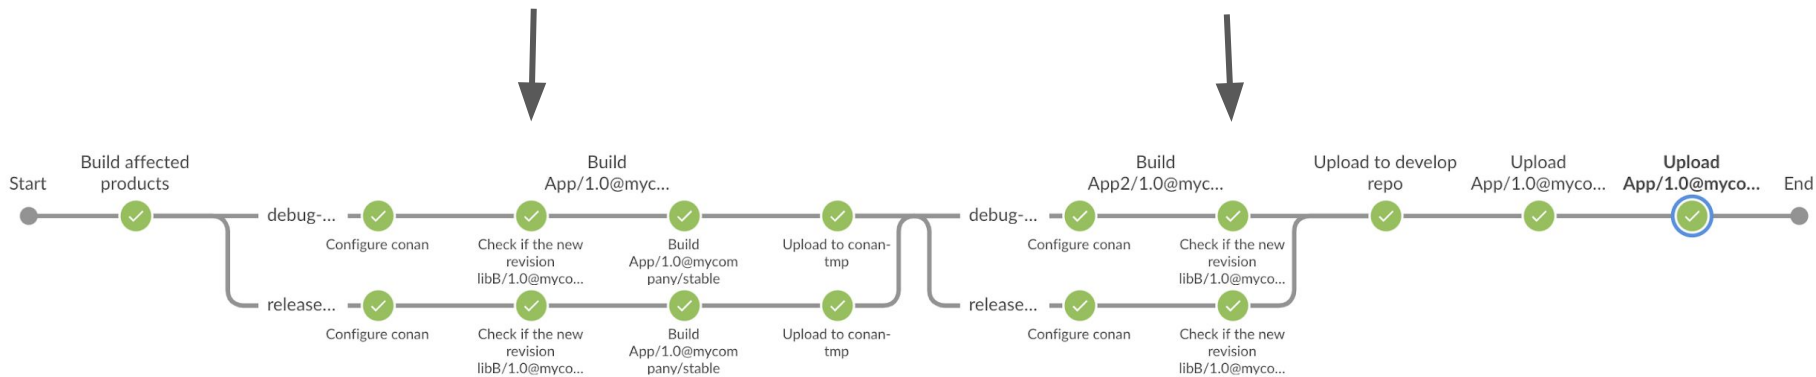 Start
Build affected
products
Build
App/1.0@myc...
Build
App2/1.0@myc...
Upload to develop
repo
Upload
App/1.0@myco...
Upload
App/1.0@myco...
End
debug-...
Configure conan
Check if the new
revision
libB/1.0@myco...
Build
App/1.0@mycom
pany/stable
Upload to conan-
tmp
debug-...
Configure conan
Check if the new
revision
libB/1.0@myco...
release...
Configure conan
Check if the new
revision
libB/1.0@myco...
Build
App/1.0@mycom
pany/stable
Upload to conan-
tmp
release...
Configure conan
Check if the new
revision
libB/1.0@myco...